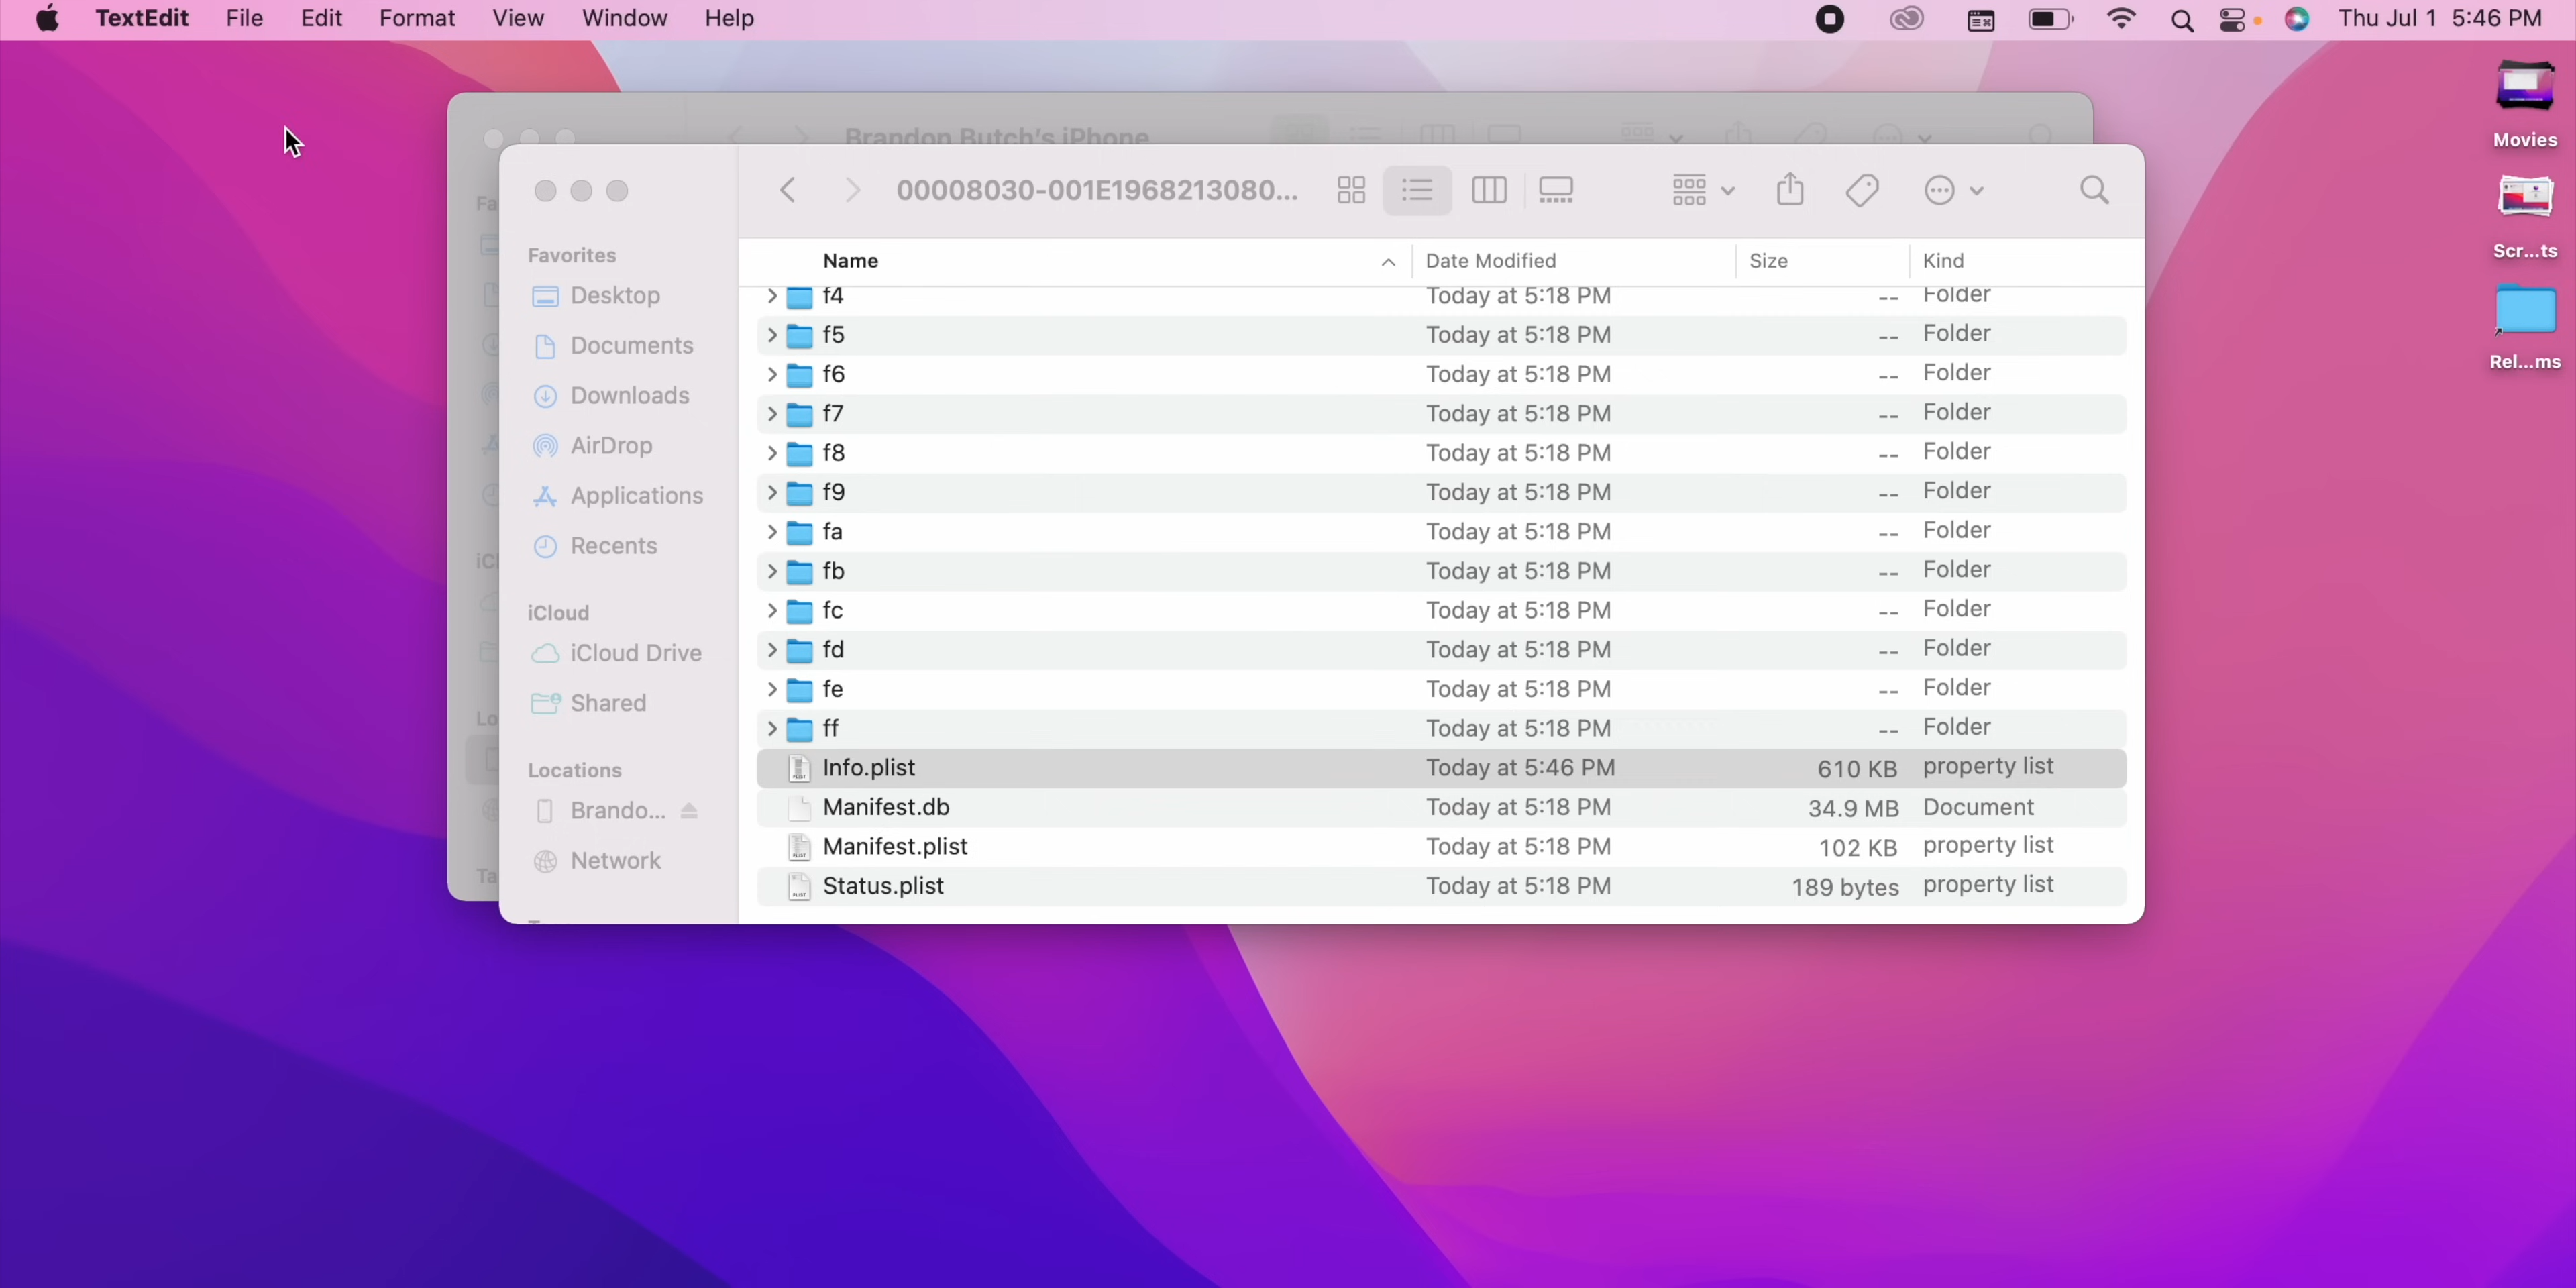 TextEdit File Edit Format View Window Help Thu Jul 1 5:46 PM
Movies
Scr...ts
Rel...ms
Brandon Butch's iPhone
Fa
iCl
Lo
Ta
00008030-001E1968213080...
Favorites
Desktop
Documents
Downloads
AirDrop
Applications
Recents
iCloud
iCloud Drive
Shared
Locations
Brando...
Network
Name Date Modified Size Kind
f4 Today at 5:18 PM -- Folder
f5 Today at 5:18 PM -- Folder
f6 Today at 5:18 PM -- Folder
f7 Today at 5:18 PM -- Folder
f8 Today at 5:18 PM -- Folder
f9 Today at 5:18 PM -- Folder
fa Today at 5:18 PM -- Folder
fb Today at 5:18 PM -- Folder
fc Today at 5:18 PM -- Folder
fd Today at 5:18 PM -- Folder
fe Today at 5:18 PM -- Folder
ff Today at 5:18 PM -- Folder
Info.plist Today at 5:46 PM 610 KB property list
Manifest.db Today at 5:18 PM 34.9 MB Document
Manifest.plist Today at 5:18 PM 102 KB property list
Status.plist Today at 5:18 PM 189 bytes property list